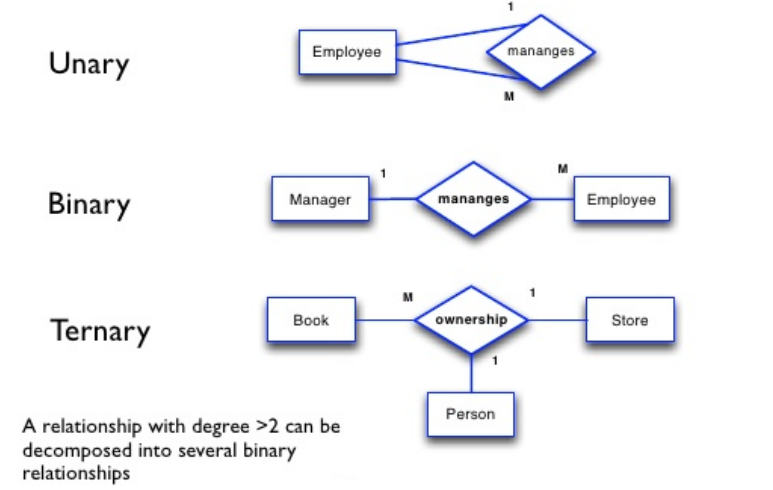 1
Unary
Employee
mananges
M
Binary
1
M
Manager
mananges
Employee
M
1
Ternary
Book
ownership
Store
1
Person
A relationship with degree >2 can be
decomposed into several binary
relationships